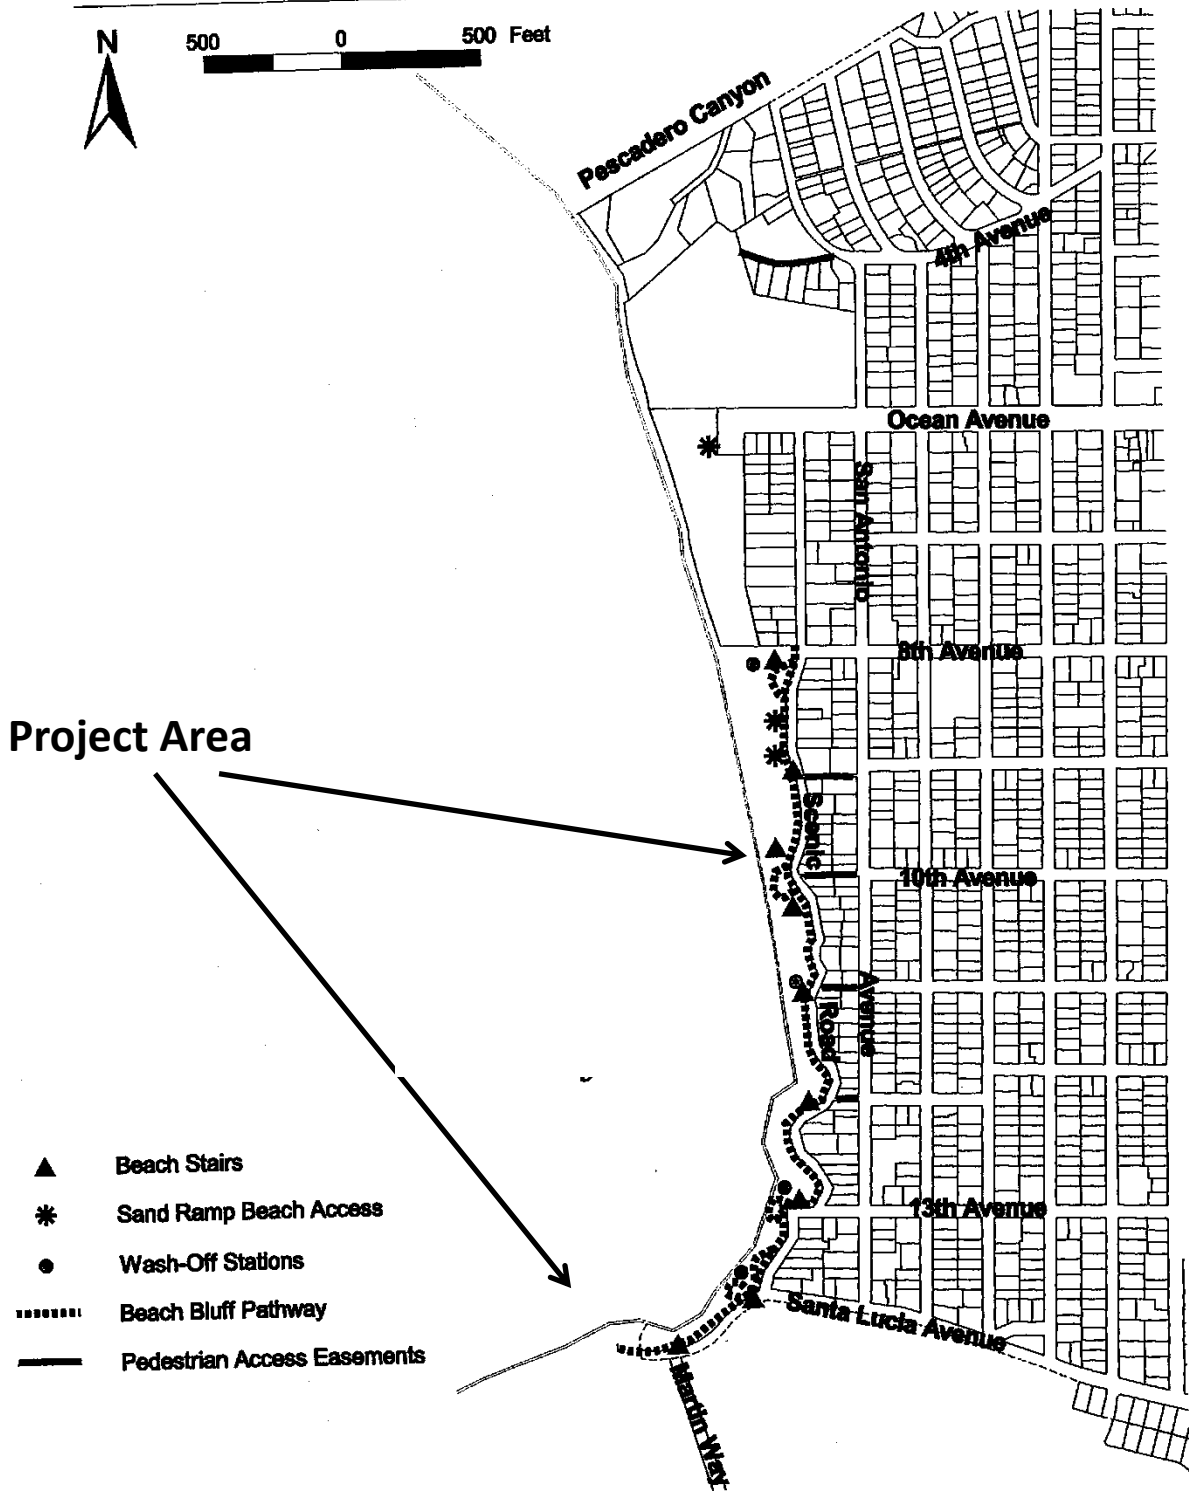 N
500 0 500 Feet
Pescadero Canyon
4th Avenue
Ocean Avenue
San Antonio
8th Avenue
Project Area
Scenic
10th Avenue
Avenue
Road
Beach Stairs
Sand Ramp Beach Access
13th Avenue
Wash-Off Stations
Beach Bluff Pathway
Santa Lucia Avenue
Pedestrian Access Easements
Martin Way